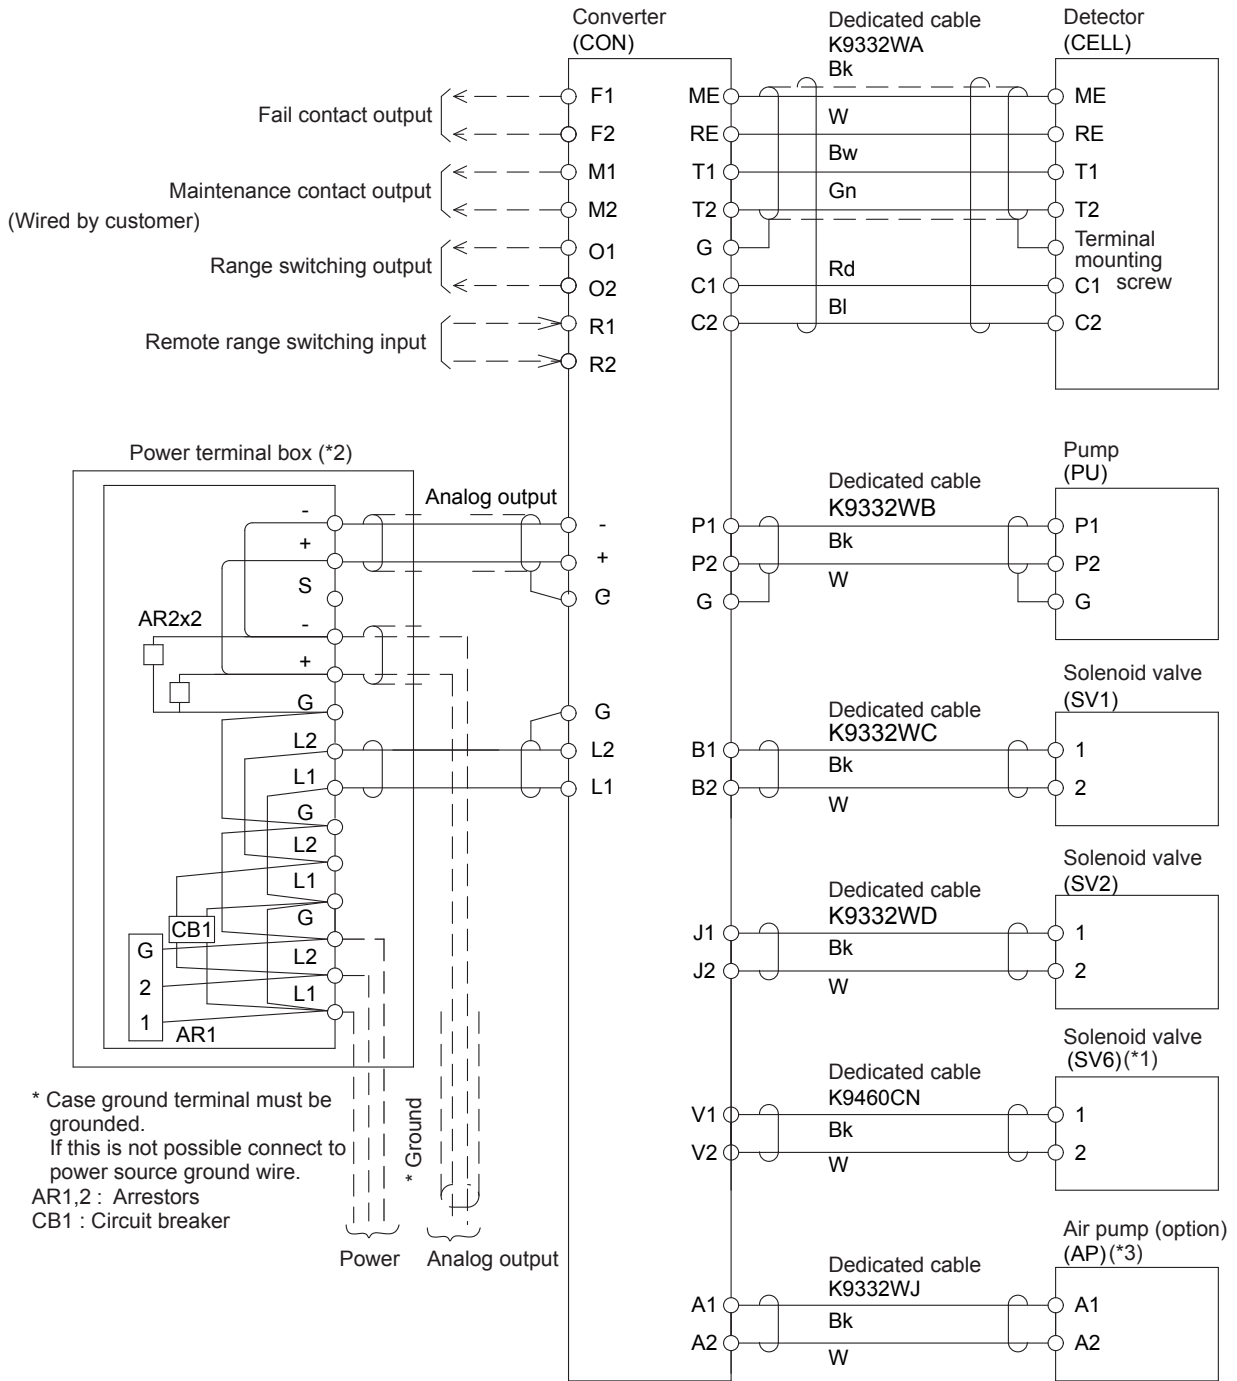 Converter
(CON)
Dedicated cable
K9332WA
Detector
(CELL)
Fail contact output
F1
F2
Maintenance contact output
M1
M2
(Wired by customer)
Range switching output
O1
O2
Remote range switching input
R1
R2
ME
Bk
ME
RE
W
RE
T1
Bw
T1
T2
Gn
T2
G
Terminal
mounting
screw
C1
Rd
C1
C2
Bl
C2
Power terminal box (*2)
-
+
S
AR2x2
-
+
G
L2
L1
G
L2
L1
G
L2
L1
CB1
G
2
1
AR1
Analog output
-
+
G
G
L2
L1
Dedicated cable
K9332WB
Pump
(PU)
P1
Bk
P1
P2
W
P2
G
G
Dedicated cable
K9332WC
Solenoid valve
(SV1)
B1
Bk
1
B2
W
2
Dedicated cable
K9332WD
Solenoid valve
(SV2)
J1
Bk
1
J2
W
2
Dedicated cable
K9460CN
Solenoid valve
(SV6)(*1)
V1
Bk
1
V2
W
2
Dedicated cable
K9332WJ
Air pump (option)
(AP)(*3)
A1
Bk
A1
A2
W
A2
* Case ground terminal must be
grounded.
If this is not possible connect to
power source ground wire.
AR1,2 : Arrestors
CB1 : Circuit breaker
* Ground
Power
Analog output